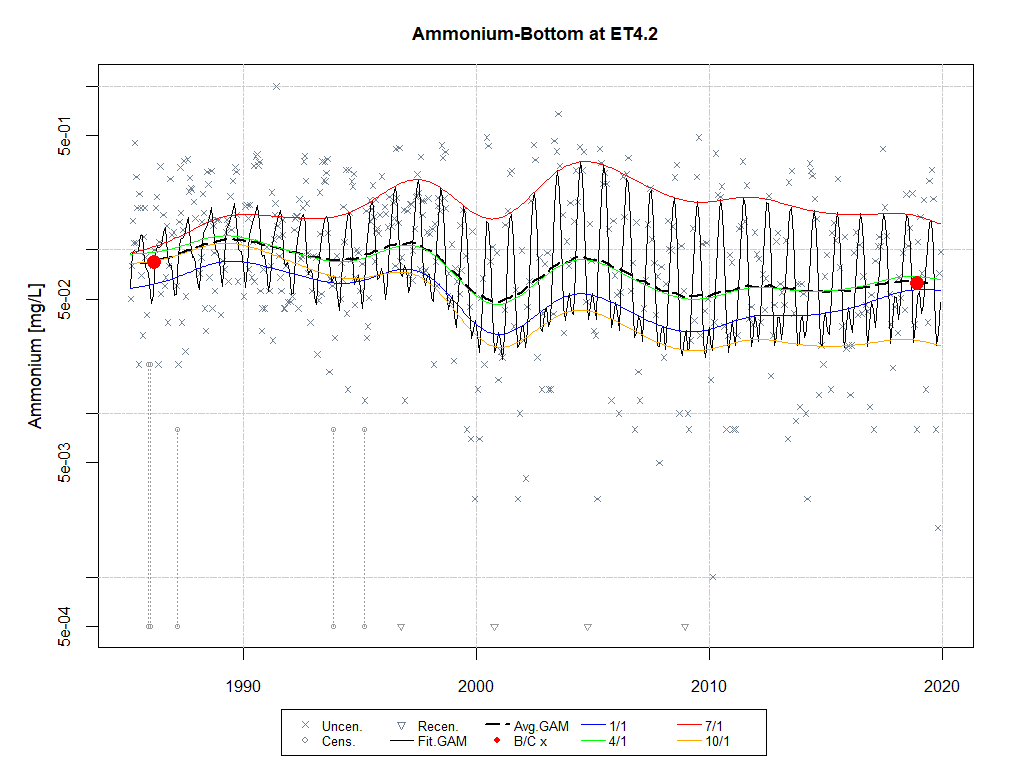 Ammonium-Bottom at ET4.2
Ammonium [mg/L]
5e-01
5e-02
5e-03
5e-04
1990 2000 2010 2020
Uncen. Recen. Avg.GAM 1/1 7/1
Cens. Fit.GAM B/C x 4/1 10/1